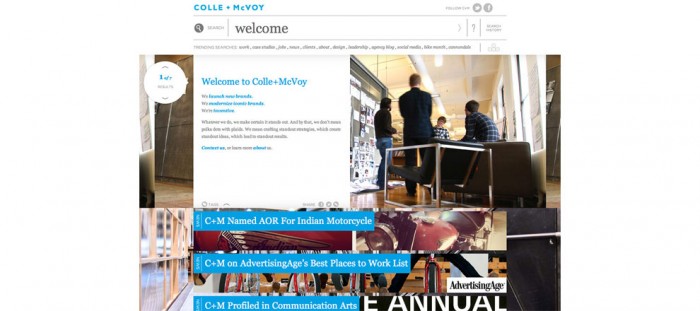 COLLE + McVOY
FOLLOW C+M
SEARCH
welcome
SEARCH HISTORY
TRENDING SEARCHES: work, case studies, jobs, news, clients, about, design, leadership, agency blog, social media, bike month, cannondale
1 of 7
RESULTS
Welcome to Colle+McVoy
We launch new brands.
We modernize iconic brands.
We're inventive.
Whatever we do, we make certain it stands out. And by that, we don't mean
polka dots with plaids. We mean crafting standout strategies, which create
standout ideas, which lead to standout results.
Contact us, or learn more about us.
TAGS
SHARE
C+M Named AOR For Indian Motorcycle
C+M on AdvertisingAge's Best Places to Work List
AdvertisingAge
C+M Profiled in Communication Arts
E ANNUAL